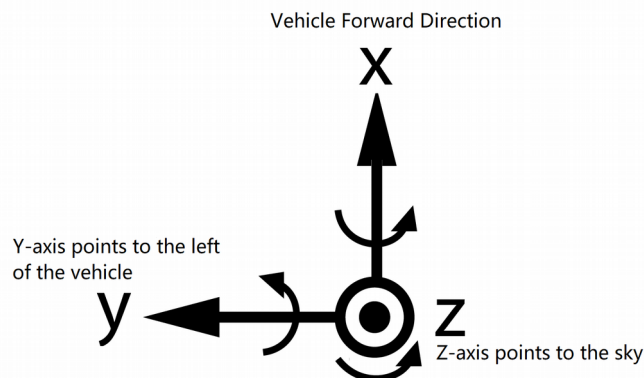 Vehicle Forward Direction
x
Y-axis points to the left
of the vehicle
y
z
Z-axis points to the sky